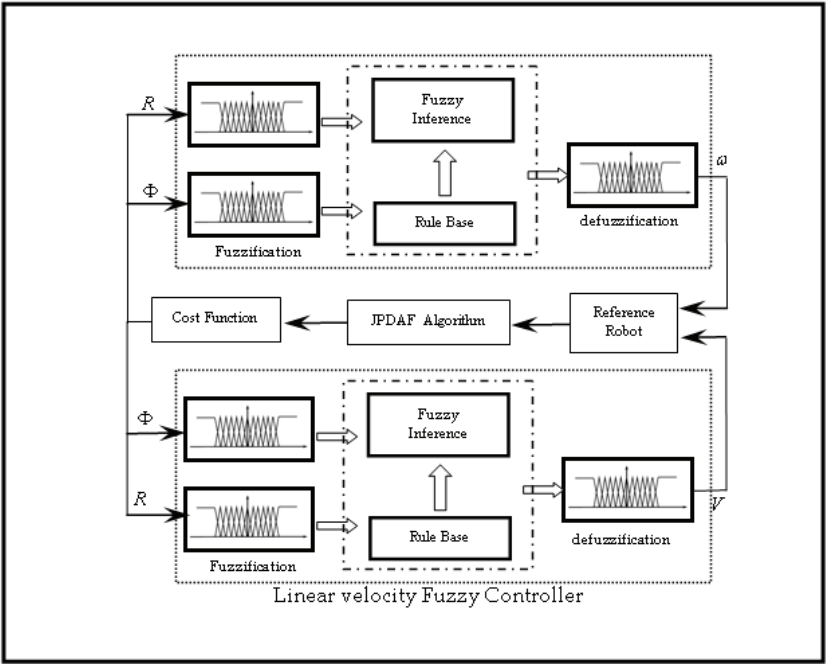 R
Fuzzy
Inference
ω
Φ
Rule Base
defuzzification
Fuzzification
Cost Function
JPDAF Algorithm
Reference
Robot
Φ
Fuzzy
Inference
R
V
Rule Base
defuzzification
Fuzzification
Linear velocity Fuzzy Controller